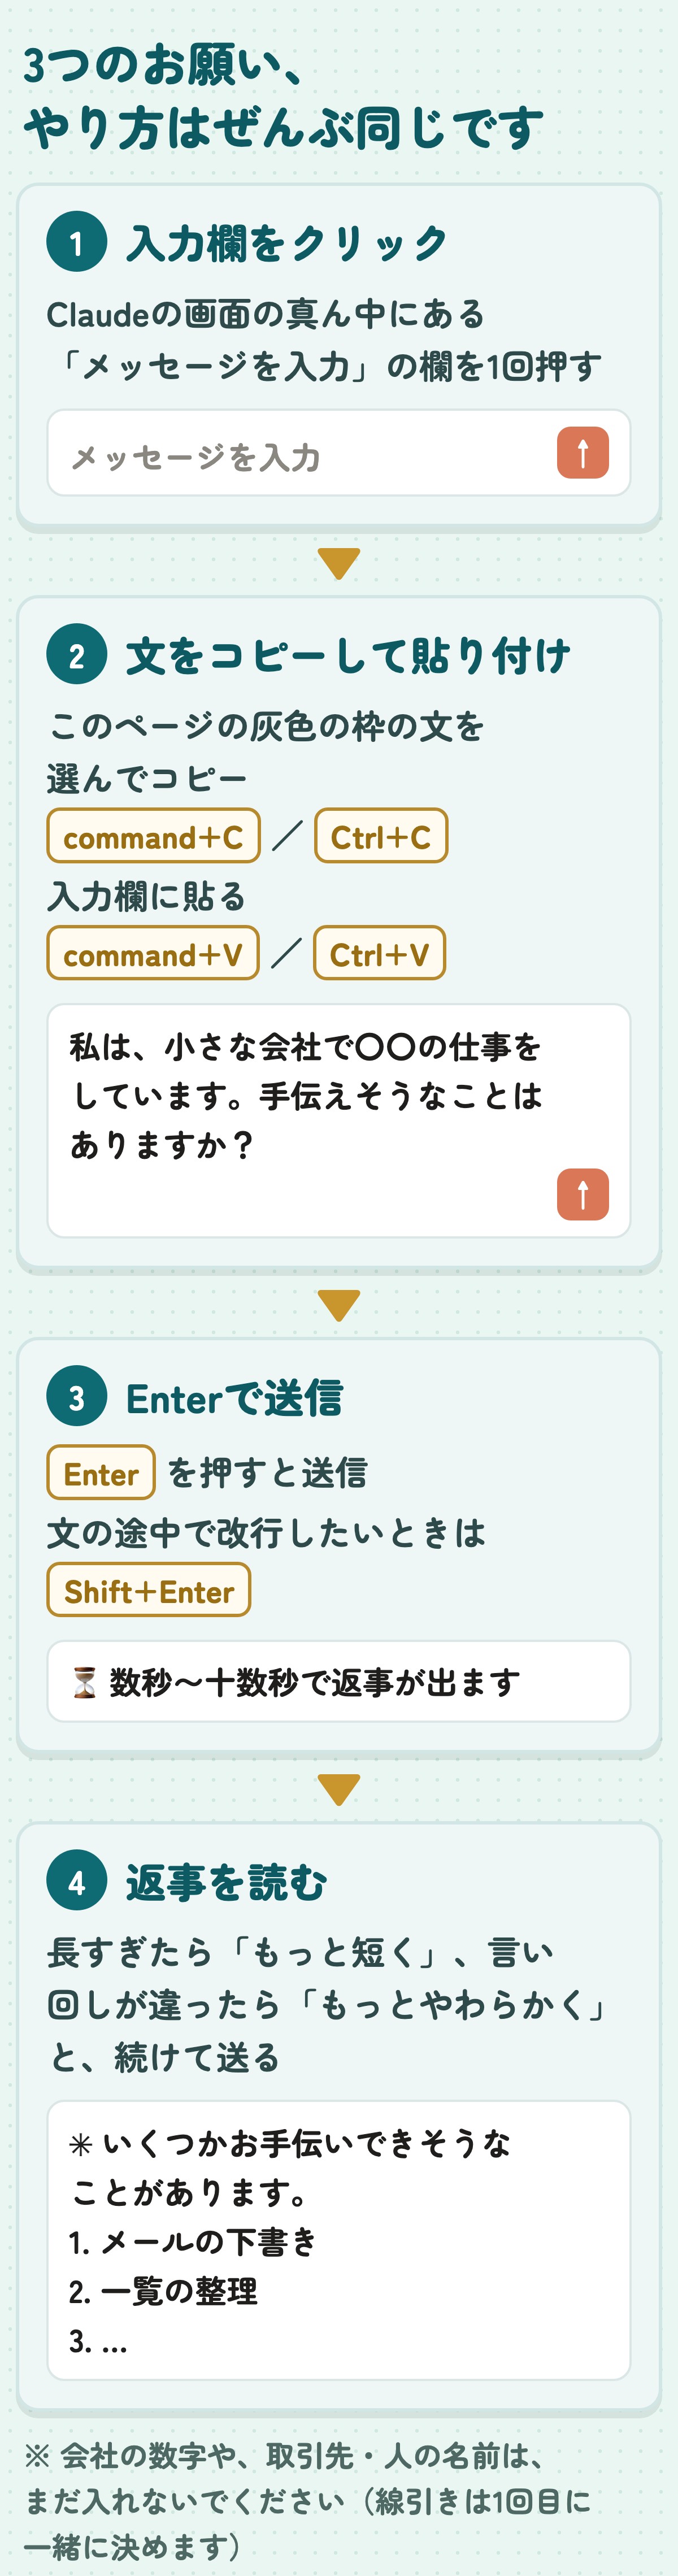 3つのお願い、
やり方はぜんぶ同じです
1 入力欄をクリック
Claudeの画面の真ん中にある
「メッセージを入力」の欄を1回押す
メッセージを入力 ↑
2 文をコピーして貼り付け
このページの灰色の枠の文を
選んでコピー
command+C ／ Ctrl+C
入力欄に貼る
command+V ／ Ctrl+V
私は、小さな会社で〇〇の仕事を
しています。手伝えそうなことは
ありますか？
↑
3 Enterで送信
Enter を押すと送信
文の途中で改行したいときは
Shift+Enter
⏳ 数秒〜十数秒で返事が出ます
4 返事を読む
長すぎたら「もっと短く」、言い
回しが違ったら「もっとやわらかく」
と、続けて送る
✳ いくつかお手伝いできそうな
ことがあります。
1. メールの下書き
2. 一覧の整理
3. …
※ 会社の数字や、取引先・人の名前は、
まだ入れないでください（線引きは1回目に
一緒に決めます）